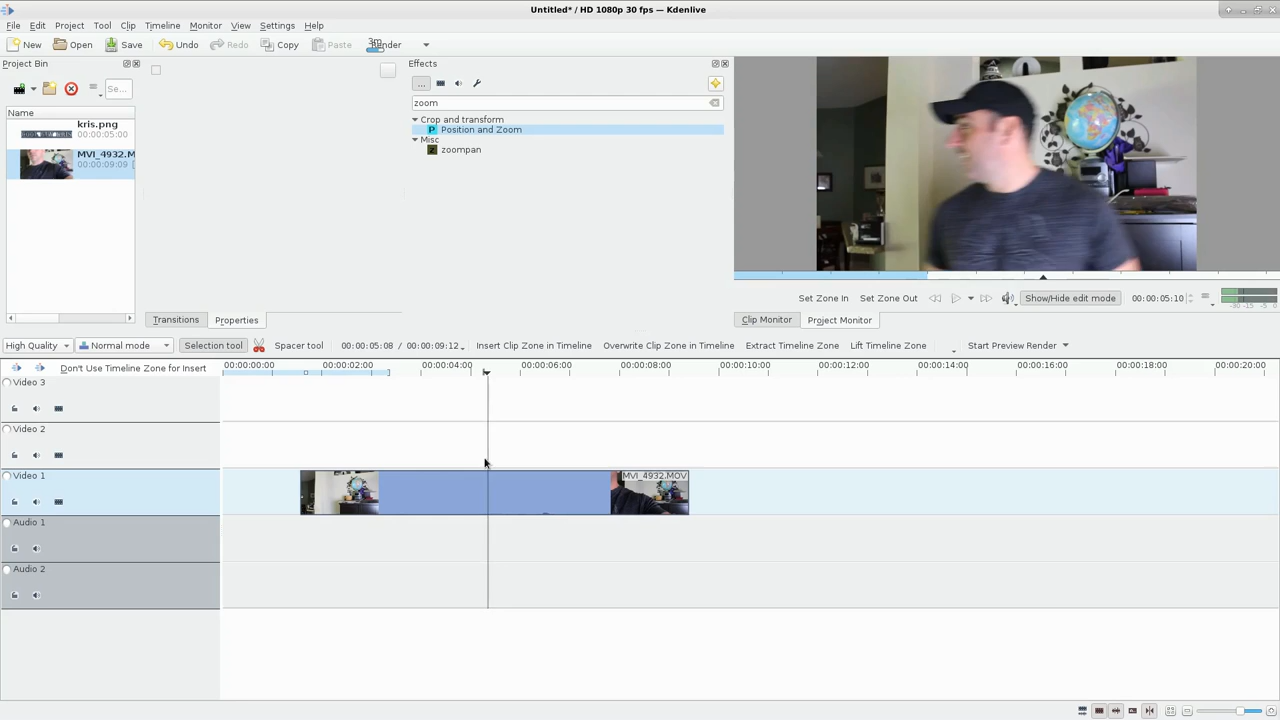 Untitled* / HD 1080p 30 fps — Kdenlive
File Edit Project Tool Clip Timeline Monitor View Settings Help
New Open Save Undo Redo Copy Paste Render
Project Bin
Effects
Se...
zoom
Name
kris.png
00:00:05:00
MVI_4932.M
00:00:09:09
Crop and transform
Position and Zoom
Misc
zoompan
Set Zone In Set Zone Out Show/Hide edit mode 00:00:05:10
Transitions Properties
Clip Monitor Project Monitor
High Quality Normal mode Selection tool Spacer tool 00:00:05:08 / 00:00:09:12 Insert Clip Zone in Timeline Overwrite Clip Zone in Timeline Extract Timeline Zone Lift Timeline Zone Start Preview Render
Don't Use Timeline Zone for Insert
00:00:00:00 00:00:02:00 00:00:04:00 00:00:06:00 00:00:08:00 00:00:10:00 00:00:12:00 00:00:14:00 00:00:16:00 00:00:18:00 00:00:20:00
Video 3
Video 2
Video 1
MVI_4932.MOV
Audio 1
Audio 2